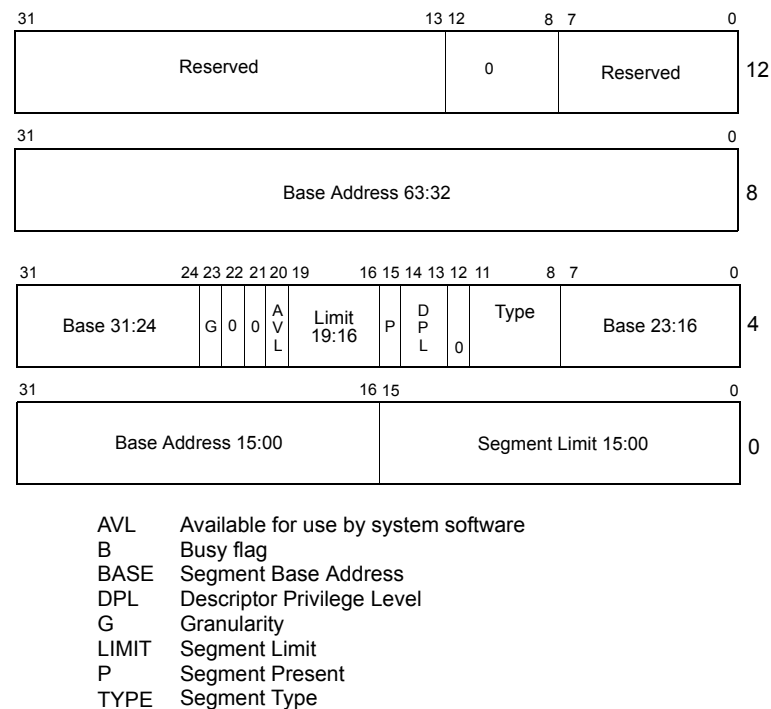 31 13 12 8 7 0
Reserved 0 Reserved 12
31 0
Base Address 63:32 8
31 24 23 22 21 20 19 16 15 14 13 12 11 8 7 0
Base 31:24 G 0 0 AVL Limit 19:16 P DPL 0 Type Base 23:16 4
31 16 15 0
Base Address 15:00 Segment Limit 15:00 0
AVL Available for use by system software
B Busy flag
BASE Segment Base Address
DPL Descriptor Privilege Level
G Granularity
LIMIT Segment Limit
P Segment Present
TYPE Segment Type